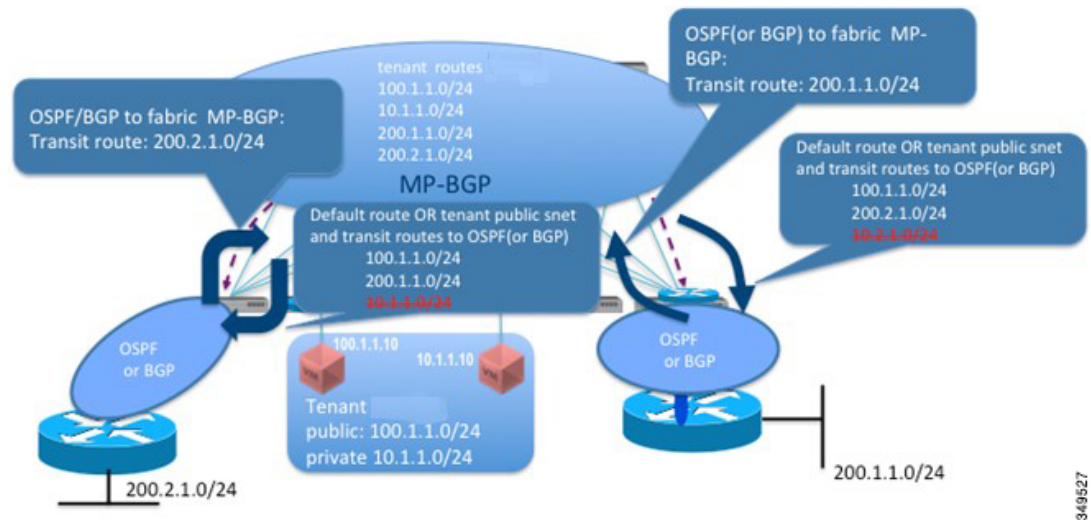 OSPF(or BGP) to fabric MP-
BGP:
Transit route: 200.1.1.0/24
tenant routes
100.1.1.0/24
10.1.1.0/24
200.1.1.0/24
200.2.1.0/24
MP-BGP
OSPF/BGP to fabric MP-BGP:
Transit route: 200.2.1.0/24
Default route OR tenant public snet
and transit routes to OSPF(or BGP)
100.1.1.0/24
200.2.1.0/24
10.2.1.0/24
Default route OR tenant public snet
and transit routes to OSPF(or BGP)
100.1.1.0/24
200.1.1.0/24
10.1.1.0/24
OSPF
or BGP
100.1.1.10
10.1.1.10
VM
VM
OSPF
or BGP
Tenant
public: 100.1.1.0/24
private 10.1.1.0/24
200.2.1.0/24
200.1.1.0/24
349527